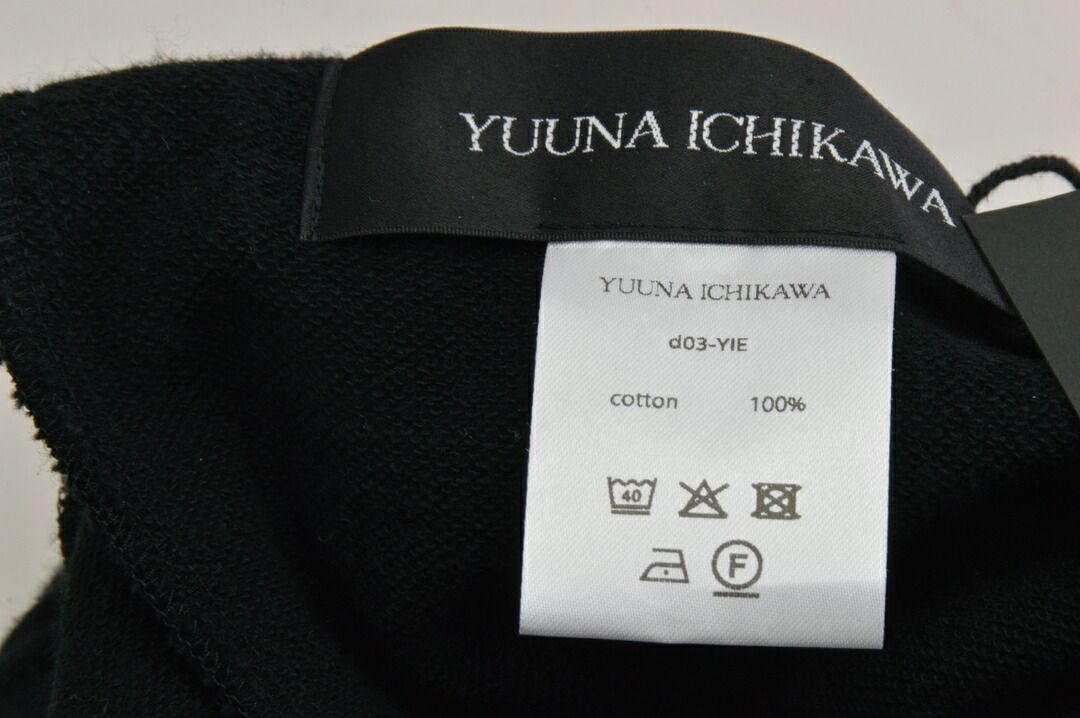 YUUNA ICHIKAWA
YUUNA ICHIKAWA
d03-YIE
cotton 100%
40
F